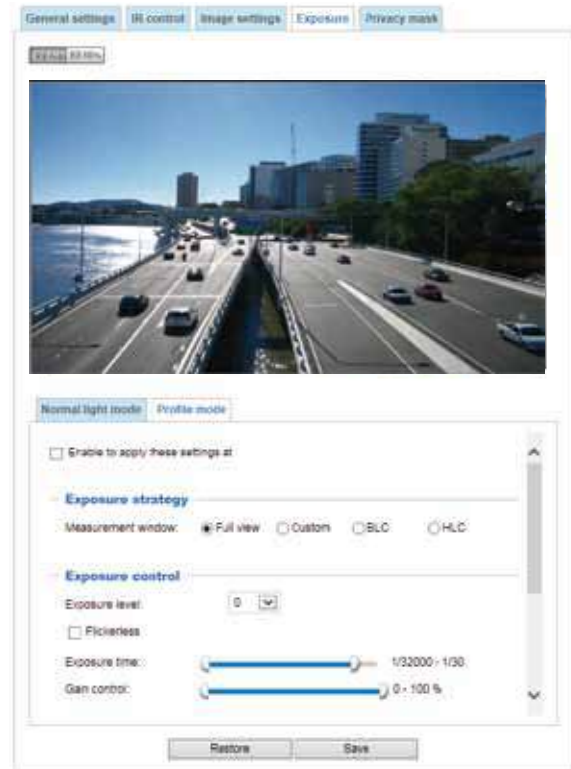 General settings IR control Image settings Exposure Privacy mask
Normal light mode Profile mode
Enable to apply these settings at
Exposure strategy
Measurement window: Full view Custom BLC HLC
Exposure control
Exposure level: 0
Flickerless
Exposure time: 1/32000 - 1/30
Gain control: 0 - 100 %
Restore Save